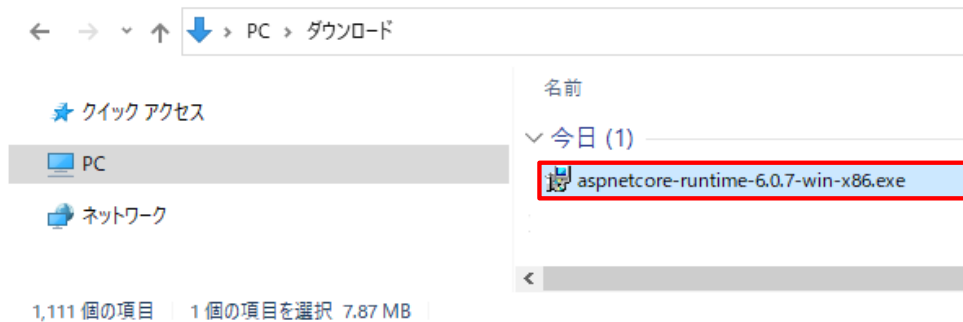 PC ダウンロード
名前
クイック アクセス
今日 (1)
PC
aspnetcore-runtime-6.0.7-win-x86.exe
ネットワーク
1,111 個の項目 1 個の項目を選択 7.87 MB